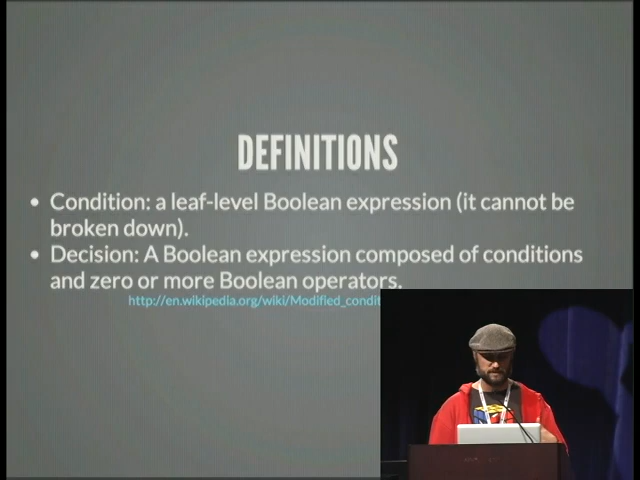 DEFINITIONS
• Condition: a leaf-level Boolean expression (it cannot be
broken down).
• Decision: A Boolean expression composed of conditions
and zero or more Boolean operators.
http://en.wikipedia.org/wiki/Modified_condit